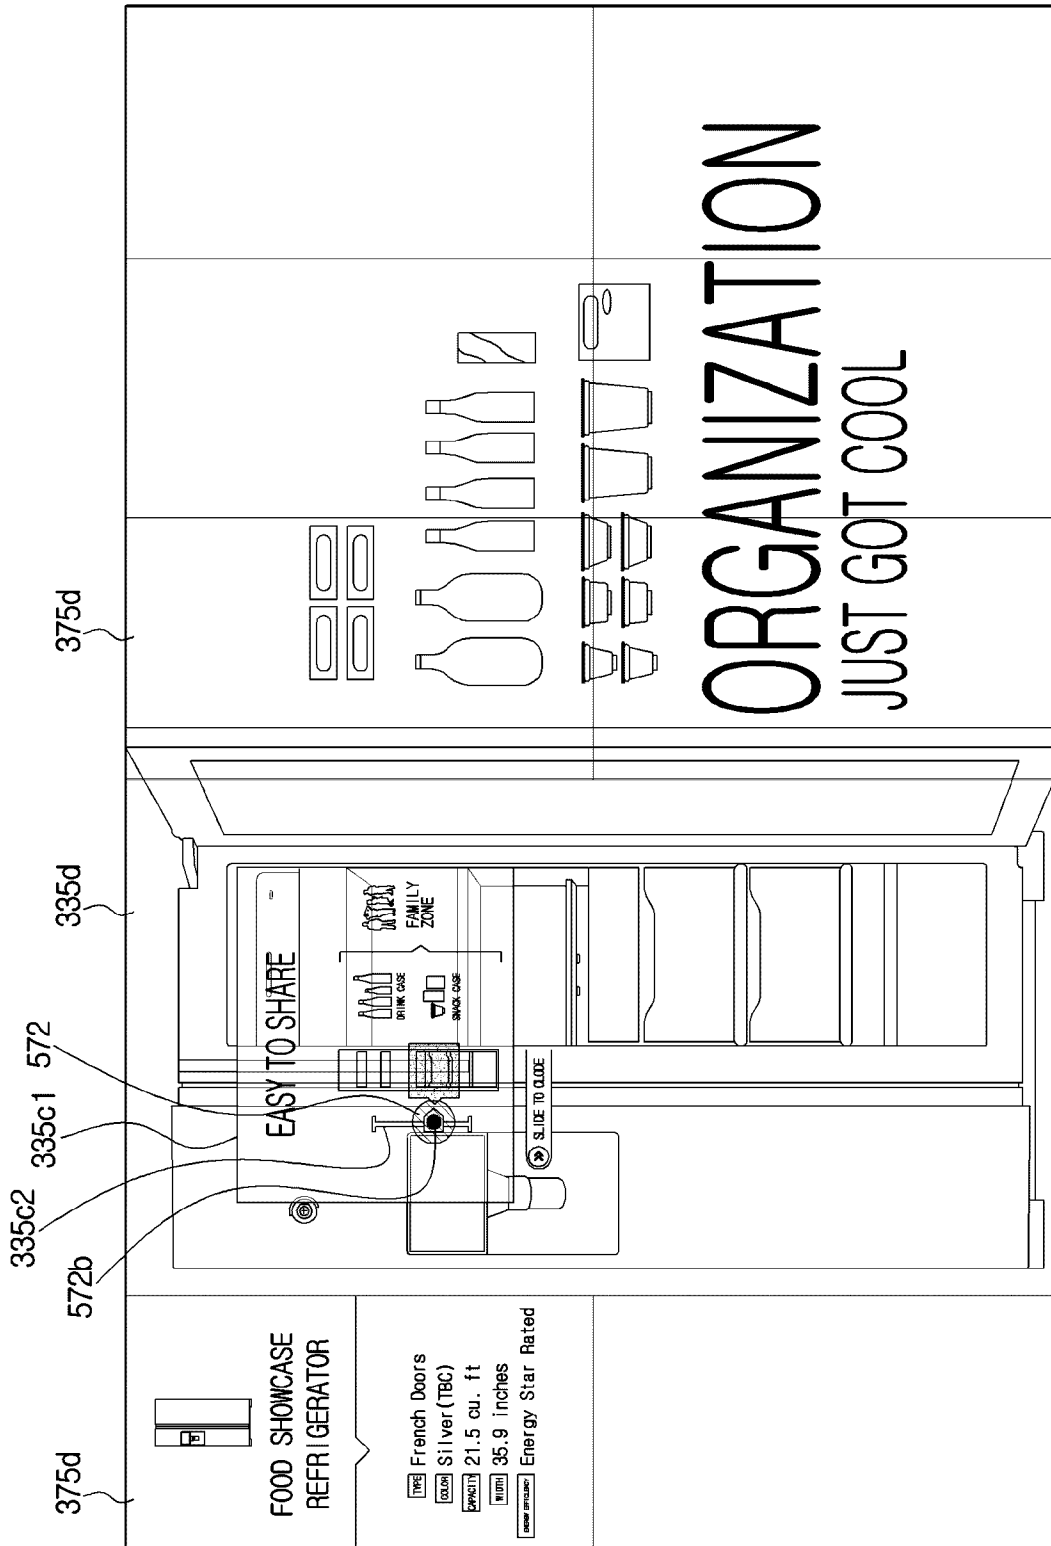 375d
335d
375d
335c2
335c1
572
572b
FOOD SHOWCASE
REFRIGERATOR
TYPE French Doors
COLOR Silver(TBC)
CAPACITY 21.5 cu. ft
WIDTH 35.9 inches
ENERGY EFFICIENCY Energy Star Rated
EASY TO SHARE
DRINK CASE
SNACK CASE
FAMILY
ZONE
SLIDE TO CLODE
ORGANIZATION
JUST GOT COOL